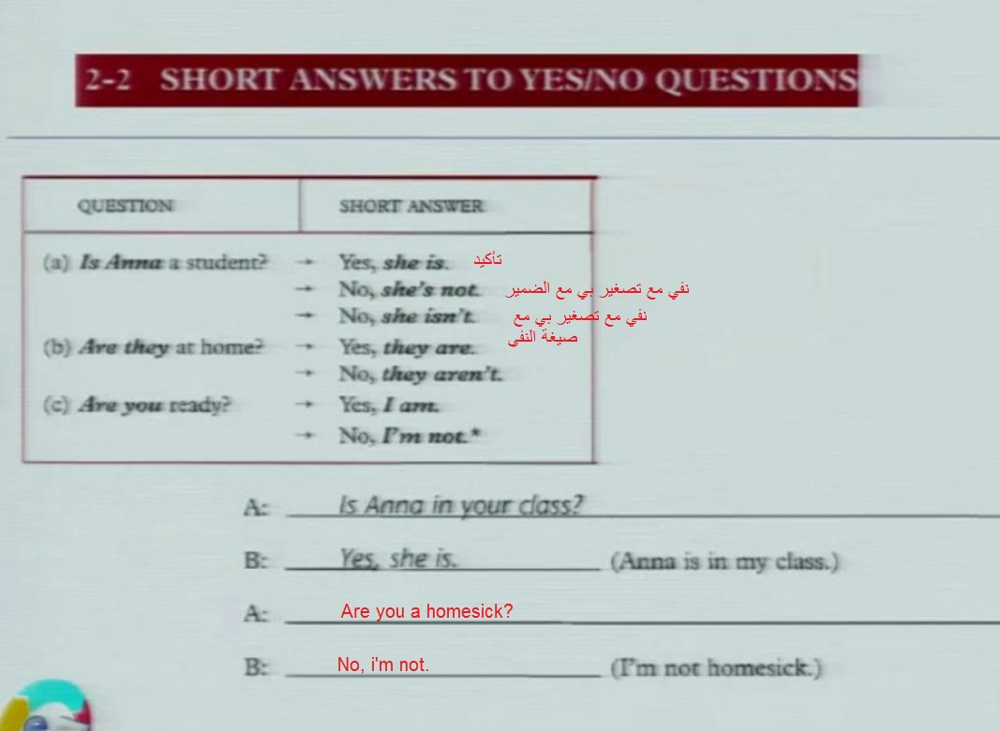 2-2 SHORT ANSWERS TO YES/NO QUESTIONS
QUESTION SHORT ANSWER
(a) Is Anna a student? → Yes, she is. تأكيد
→ No, she's not. نفي مع تصغير بي مع الضمير
→ No, she isn't. نفي مع تصغير بي مع
صيغة النفي
(b) Are they at home? → Yes, they are.
→ No, they aren't.
(c) Are you ready? → Yes, I am.
→ No, I'm not.*
A: Is Anna in your class?
B: Yes, she is. (Anna is in my class.)
A: Are you a homesick?
B: No, i'm not. (I'm not homesick.)